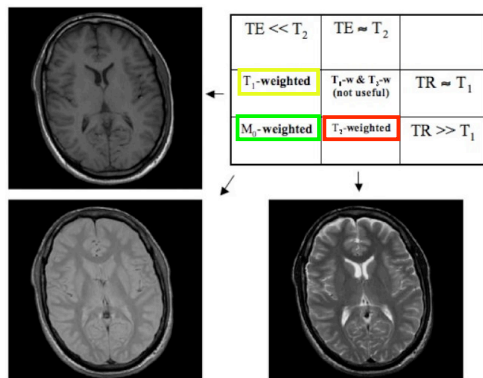 TE << T₂ TE ≈ T₂
T₁-weighted T₁-w & T₂-w TR ≈ T₁
(not useful)
M₀-weighted T₂-weighted TR >> T₁